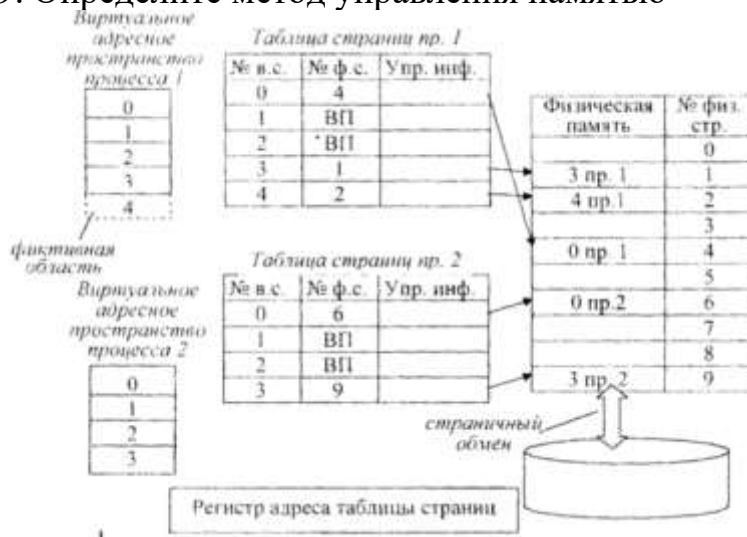 Определите метод управления памятью
Виртуальное
адресное
пространство
процесса 1
0
1
2
3
4
фиктивная
область
Таблица страниц пр. 1
№ в.с. № ф.с. Упр. инф.
0 4
1 ВП
2 ВП
3 1
4 2
Физическая память № физ. стр.
0
3 пр. 1 1
4 пр.1 2
3
0 пр. 1 4
5
0 пр.2 6
7
8
3 пр. 2 9
Виртуальное
адресное
пространство
процесса 2
0
1
2
3
Таблица страниц пр. 2
№ в.с. № ф.с. Упр. инф.
0 6
1 ВП
2 ВП
3 9
страничный
обмен
Регистр адреса таблицы страниц